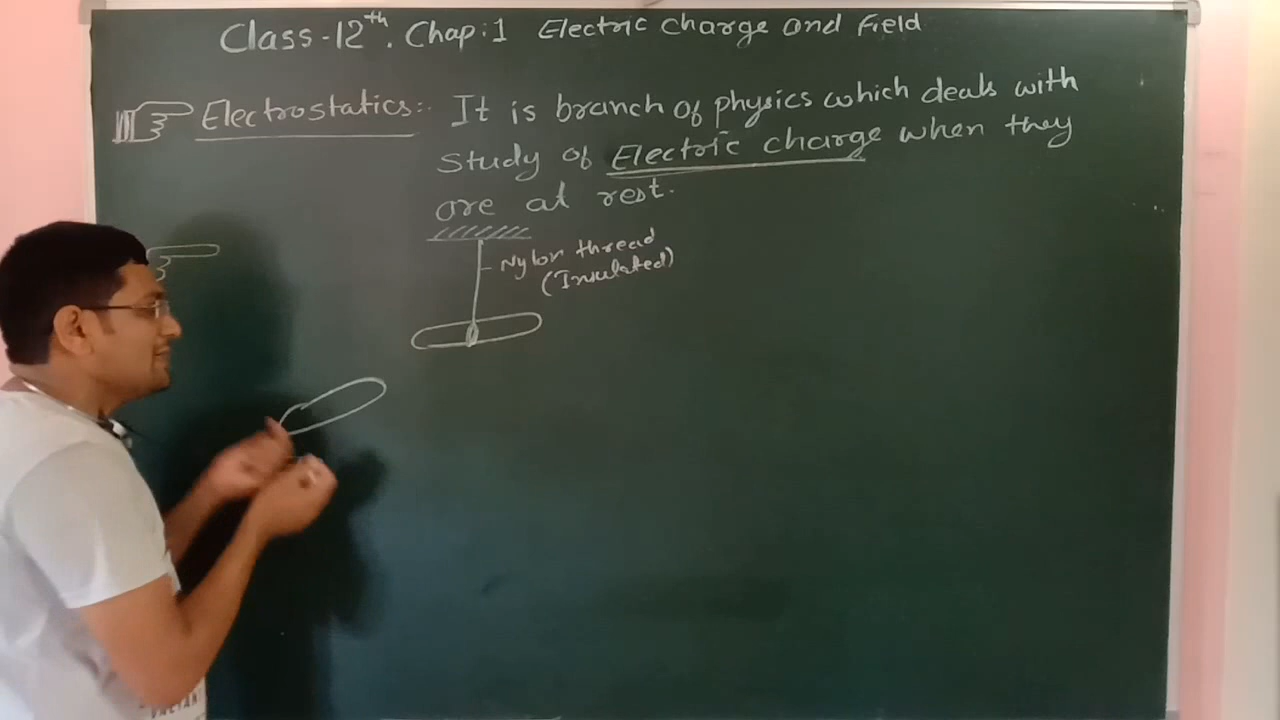 Class-12th. Chap:1 Electric Charge and Field
Electrostatics:- It is branch of physics which deals with
study of Electric charge when they
are at rest.
Nylon thread
(Insulated)